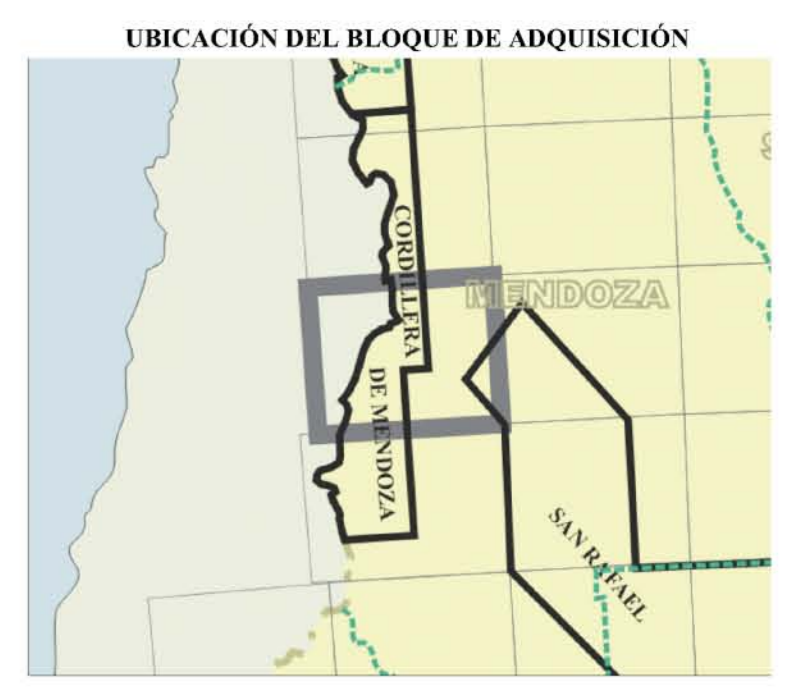 UBICACIÓN DEL BLOQUE DE ADQUISICIÓN
CORDILLERA
MENDOZA
DE MENDOZA
SAN RAFAEL